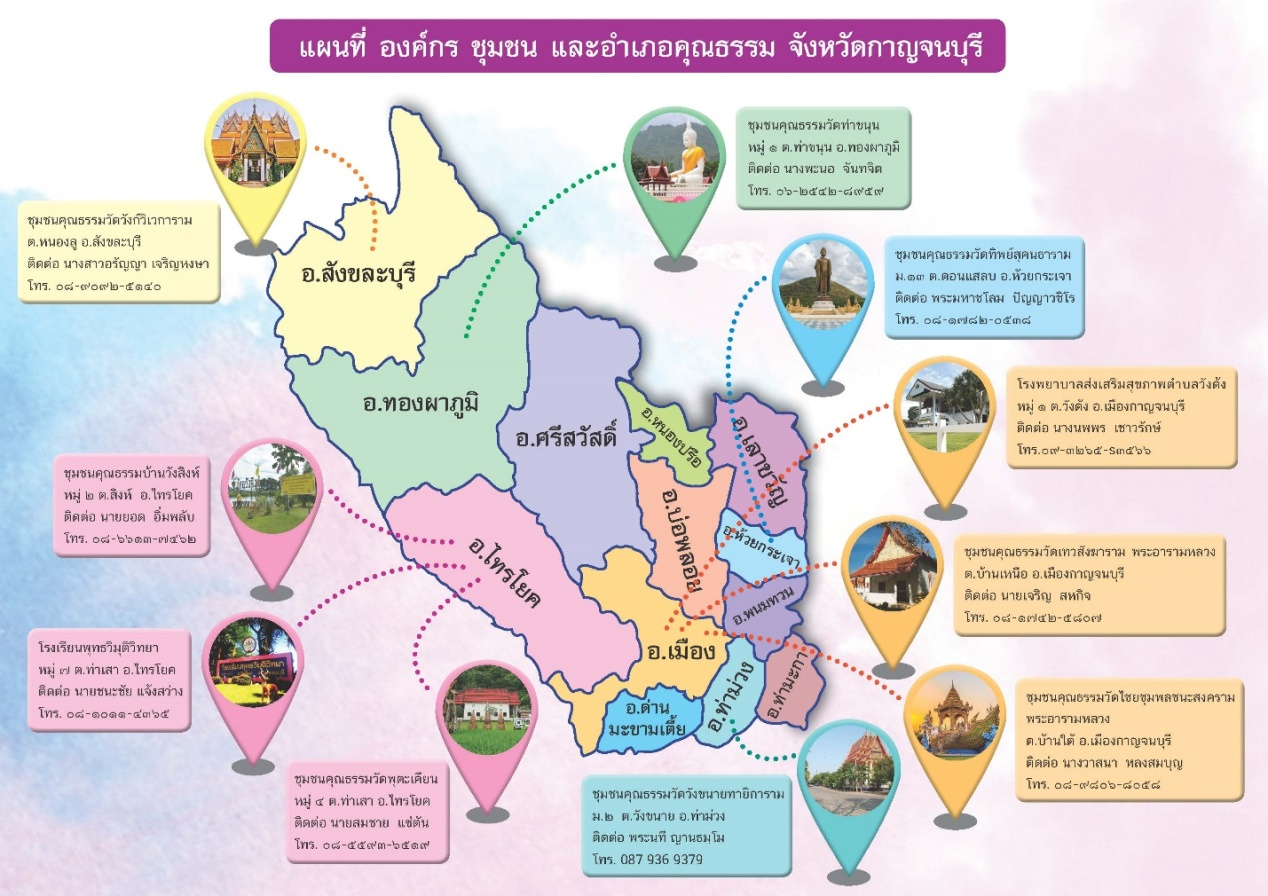 แผนที่ องค์กร ชุมชน และอำเภอคุณธรรม จังหวัดกาญจนบุรี
ชุมชนคุณธรรมวัดวังก์วิเวการาม
ต.หนองลู อ.สังขละบุรี
ติดต่อ นางสาวอรัญญา เจริญหงษา
โทร. ๐๘-๙๐๙๒-๕๑๔๐
ชุมชนคุณธรรมวัดท่าขนุน
หมู่ ๑ ต.ท่าขนุน อ.ทองผาภูมิ
ติดต่อ นางพะนอ จันทจิต
โทร. ๐๖-๒๕๔๒-๘๙๕๙
ชุมชนคุณธรรมวัดทิพย์สุคนธาราม
ม.๑๓ ต.ดอนแสลบ อ.ห้วยกระเจา
ติดต่อ พระมหาชโลม ปัญญาวชิโร
โทร. ๐๘-๑๗๘๒-๐๕๓๘
โรงพยาบาลส่งเสริมสุขภาพตำบลวังด้ง
หมู่ ๑ ต.วังด้ง อ.เมืองกาญจนบุรี
ติดต่อ นางนพพร เชาวรักษ์
โทร.๐๙-๓๒๖๕-๖๓๕๖๖
ชุมชนคุณธรรมวัดเทวสังฆาราม พระอารามหลวง
ต.บ้านเหนือ อ.เมืองกาญจนบุรี
ติดต่อ นายเจริญ สหกิจ
โทร. ๐๘-๑๗๔๒-๕๘๐๗
ชุมชนคุณธรรมวัดไชยชุมพลชนะสงคราม
พระอารามหลวง
ต.บ้านใต้ อ.เมืองกาญจนบุรี
ติดต่อ นางวาสนา หลงสมบุญ
โทร. ๐๘-๙๘๐๖-๘๐๕๘
ชุมชนคุณธรรมบ้านวังสิงห์
หมู่ ๒ ต.สิงห์ อ.ไทรโยค
ติดต่อ นายยอด อิ่มพลับ
โทร. ๐๘-๖๖๑๓-๗๔๖๒
โรงเรียนพุทธวิมุติวิทยา
หมู่ ๗ ต.ท่าเสา อ.ไทรโยค
ติดต่อ นายชนะชัย แจ้งสว่าง
โทร. ๐๘-๑๐๑๑-๔๓๖๕
ชุมชนคุณธรรมวัดพุตะเคียน
หมู่ ๔ ต.ท่าเสา อ.ไทรโยค
ติดต่อ นายสมชาย แซ่ตัน
โทร. ๐๘-๕๕๙๓-๖๕๑๙
ชุมชนคุณธรรมวัดวังขนายทายิการาม
ม.๒ ต.วังขนาย อ.ท่าม่วง
ติดต่อ พระนที ญานธมฺโม
โทร. 087 936 9379
อ.สังขละบุรี
อ.ทองผาภูมิ
อ.ศรีสวัสดิ์
อ.หนองปรือ
อ.เลาขวัญ
อ.บ่อพลอย
อ.ห้วยกระเจา
อ.ไทรโยค
อ.พนมทวน
อ.เมือง
อ.ท่าม่วง
อ.ท่ามะกา
อ.ด่าน
มะขามเตี้ย